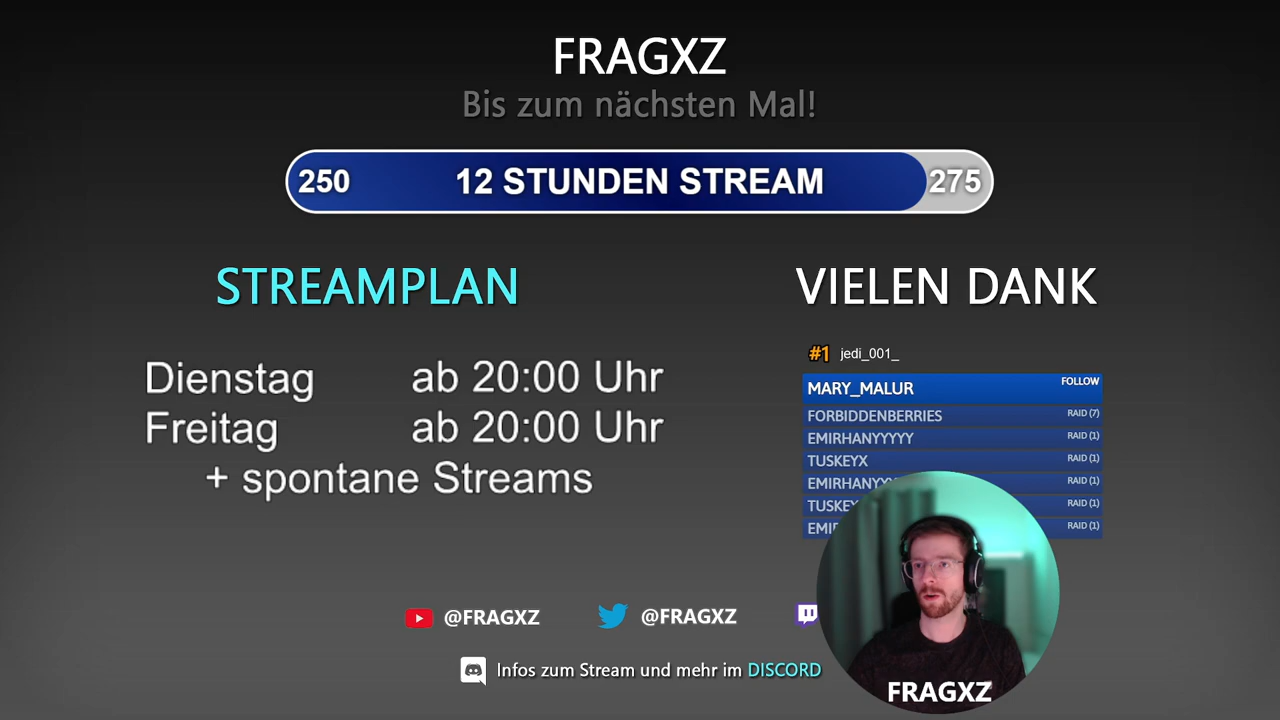 FRAGXZ
Bis zum nächsten Mal!
250 12 STUNDEN STREAM 275
STREAMPLAN
Dienstag ab 20:00 Uhr
Freitag ab 20:00 Uhr
+ spontane Streams
VIELEN DANK
#1 jedi_001_
MARY_MALUR FOLLOW
FORBIDDENBERRIES RAID (7)
EMIRHANYYYYY RAID (1)
TUSKEYX RAID (1)
RAID (1)
RAID (1)
RAID (1)
@FRAGXZ @FRAGXZ
Infos zum Stream und mehr im DISCORD
FRAGXZ